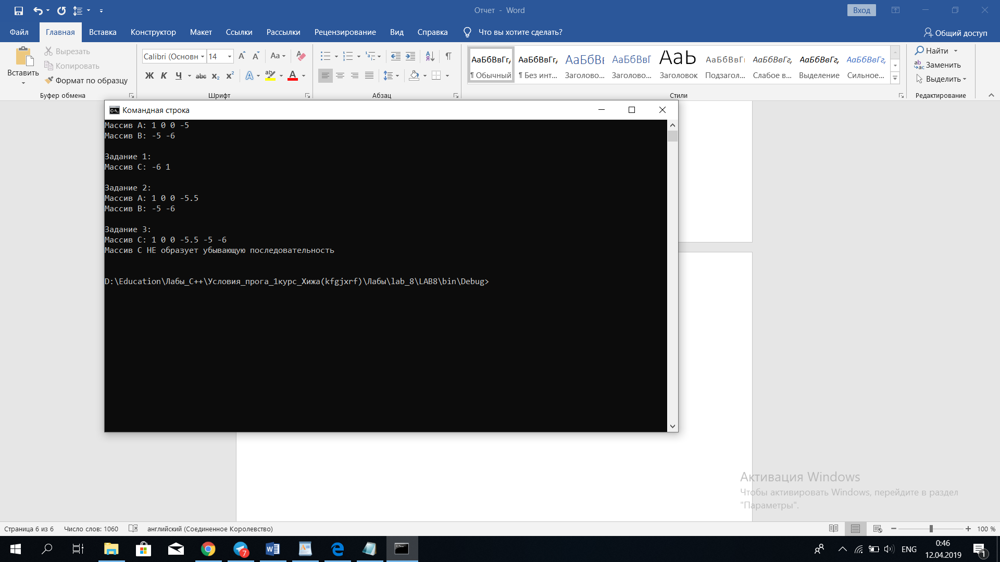 Отчет - Word
Вход
Файл Главная Вставка Конструктор Макет Ссылки Рассылки Рецензирование Вид Справка Что вы хотите сделать? Общий доступ
Вставить
Вырезать
Копировать
Формат по образцу
Буфер обмена
Calibri (Основн 14
Aa
Ж К Ч abc x₂ x²
Шрифт
Абзац
АаБбВвГг, АаБбВвГг, АаБбВ АаБбВвГ АаЬ АаБбВвГ АаБбВвГг, АаБбВвГг, АаБбВвГг,
¶ Обычный ¶ Без инт... Заголово... Заголово... Заголовок Подзагол... Слабое в... Выделение Сильное...
Стили
Найти
Заменить
Выделить
Редактирование
Командная строка
Массив A: 1 0 0 -5
Массив B: -5 -6
Задание 1:
Массив C: -6 1
Задание 2:
Массив A: 1 0 0 -5.5
Массив B: -5 -6
Задание 3:
Массив C: 1 0 0 -5.5 -5 -6
Массив C НЕ образует убывающую последовательность
D:\Education\Лабы_C++\Условия_прога_1курс_Хижа(kfgjxrf)\Лабы\lab_8\LAB8\bin\Debug>
Активация Windows
Чтобы активировать Windows, перейдите в раздел
"Параметры".
Страница 6 из 6 Число слов: 1060 английский (Соединенное Королевство) 100 %
7
ENG
0:46
12.04.2019
1